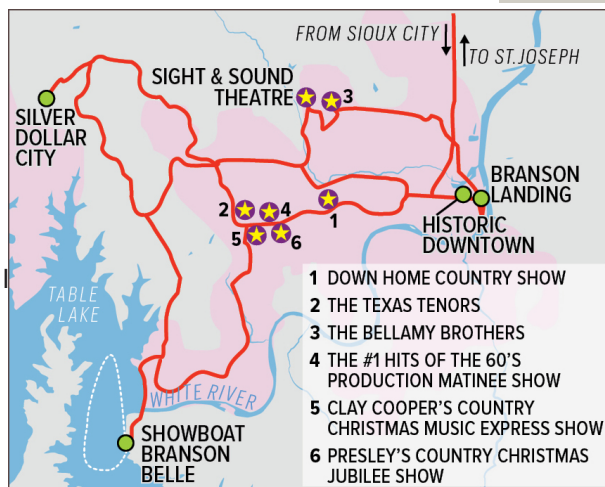 FROM SIOUX CITY
TO ST.JOSEPH
SIGHT & SOUND
THEATRE
3
SILVER
DOLLAR
CITY
BRANSON
LANDING
HISTORIC
DOWNTOWN
2
4
1
5
6
TABLE
LAKE
WHITE RIVER
SHOWBOAT
BRANSON
BELLE
1 DOWN HOME COUNTRY SHOW
2 THE TEXAS TENORS
3 THE BELLAMY BROTHERS
4 THE #1 HITS OF THE 60'S
PRODUCTION MATINEE SHOW
5 CLAY COOPER'S COUNTRY
CHRISTMAS MUSIC EXPRESS SHOW
6 PRESLEY'S COUNTRY CHRISTMAS
JUBILEE SHOW